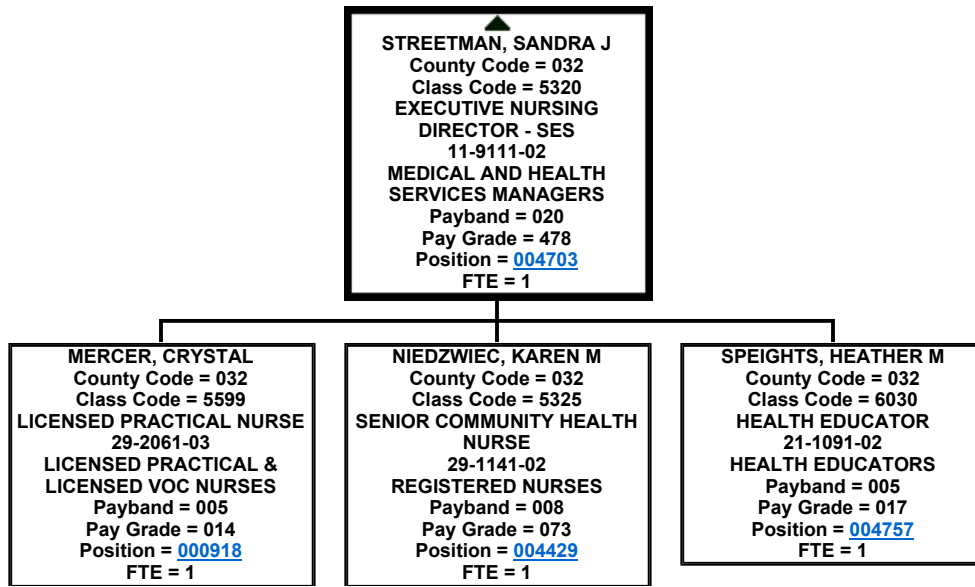 STREETMAN, SANDRA J
County Code = 032
Class Code = 5320
EXECUTIVE NURSING
DIRECTOR - SES
11-9111-02
MEDICAL AND HEALTH
SERVICES MANAGERS
Payband = 020
Pay Grade = 478
Position = 004703
FTE = 1
MERCER, CRYSTAL
County Code = 032
Class Code = 5599
LICENSED PRACTICAL NURSE
29-2061-03
LICENSED PRACTICAL &
LICENSED VOC NURSES
Payband = 005
Pay Grade = 014
Position = 000918
FTE = 1
NIEDZWIEC, KAREN M
County Code = 032
Class Code = 5325
SENIOR COMMUNITY HEALTH
NURSE
29-1141-02
REGISTERED NURSES
Payband = 008
Pay Grade = 073
Position = 004429
FTE = 1
SPEIGHTS, HEATHER M
County Code = 032
Class Code = 6030
HEALTH EDUCATOR
21-1091-02
HEALTH EDUCATORS
Payband = 005
Pay Grade = 017
Position = 004757
FTE = 1